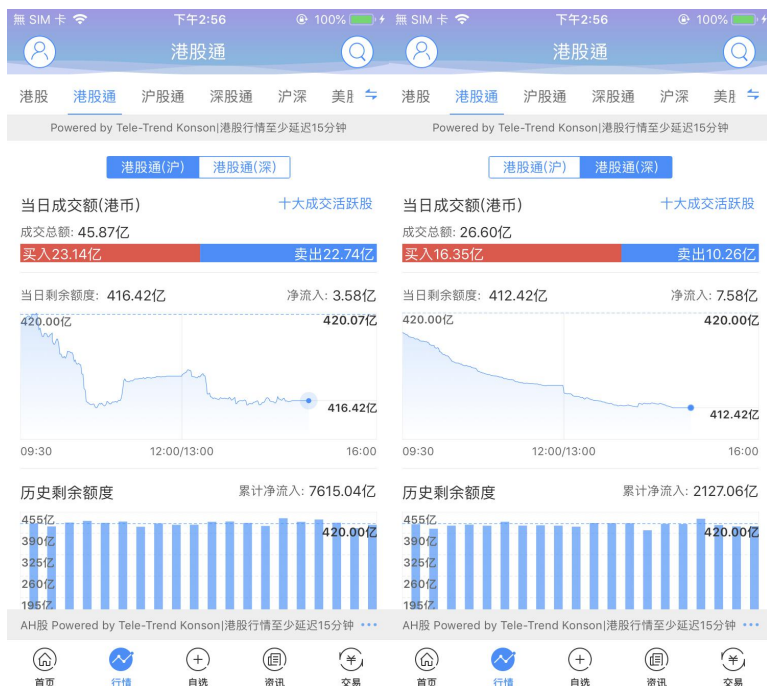 無 SIM 卡 下午2:56 100%
港股通
港股 港股通 沪股通 深股通 沪深 美股
Powered by Tele-Trend Konson|港股行情至少延迟15分钟
港股通(沪) 港股通(深)
当日成交额(港币) 十大成交活跃股
成交总额: 45.87亿
买入23.14亿 卖出22.74亿
当日剩余额度: 416.42亿 净流入: 3.58亿
420.00亿 420.07亿
416.42亿
09:30 12:00/13:00 16:00
历史剩余额度 累计净流入: 7615.04亿
455亿
420.00亿
390亿
325亿
260亿
195亿
AH股 Powered by Tele-Trend Konson|港股行情至少延迟15分钟
首页 行情 自选 资讯 交易
無 SIM 卡 下午2:56 100%
港股通
港股 港股通 沪股通 深股通 沪深 美股
Powered by Tele-Trend Konson|港股行情至少延迟15分钟
港股通(沪) 港股通(深)
当日成交额(港币) 十大成交活跃股
成交总额: 26.60亿
买入16.35亿 卖出10.26亿
当日剩余额度: 412.42亿 净流入: 7.58亿
420.00亿 420.00亿
412.42亿
09:30 12:00/13:00 16:00
历史剩余额度 累计净流入: 2127.06亿
455亿
420.00亿
390亿
325亿
260亿
195亿
AH股 Powered by Tele-Trend Konson|港股行情至少延迟15分钟
首页 行情 自选 资讯 交易